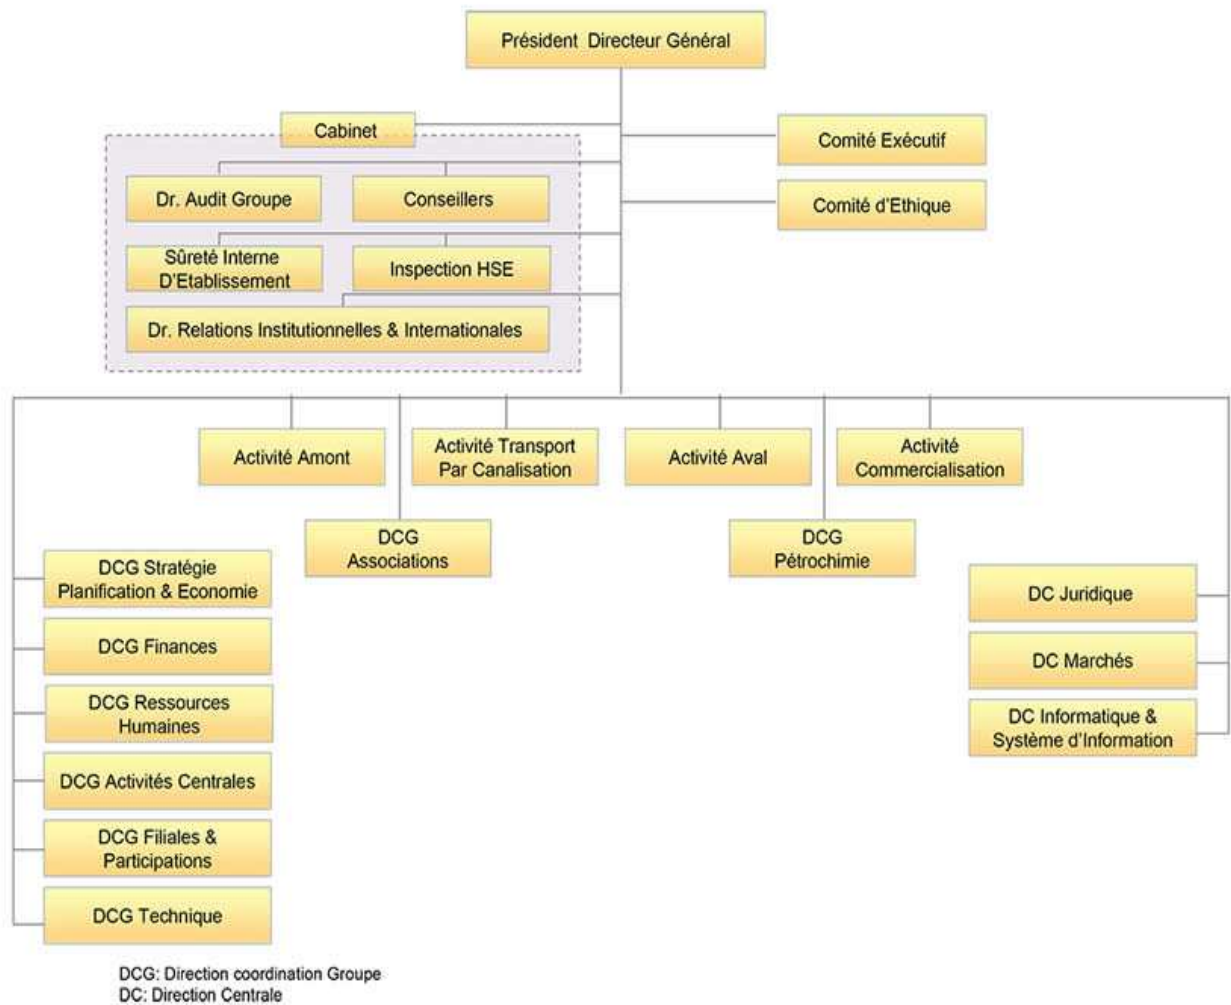 Président Directeur Général
Cabinet
Comité Exécutif
Dr. Audit Groupe
Conseillers
Comité d'Ethique
Sûreté Interne
D'Etablissement
Inspection HSE
Dr. Relations Institutionnelles & Internationales
Activité Amont
Activité Transport
Par Canalisation
Activité Aval
Activité
Commercialisation
DCG
Associations
DCG
Pétrochimie
DCG Stratégie
Planification & Economie
DCG Finances
DCG Ressources
Humaines
DCG Activités Centrales
DCG Filiales &
Participations
DCG Technique
DC Juridique
DC Marchés
DC Informatique &
Système d'Information
DCG: Direction coordination Groupe
DC: Direction Centrale